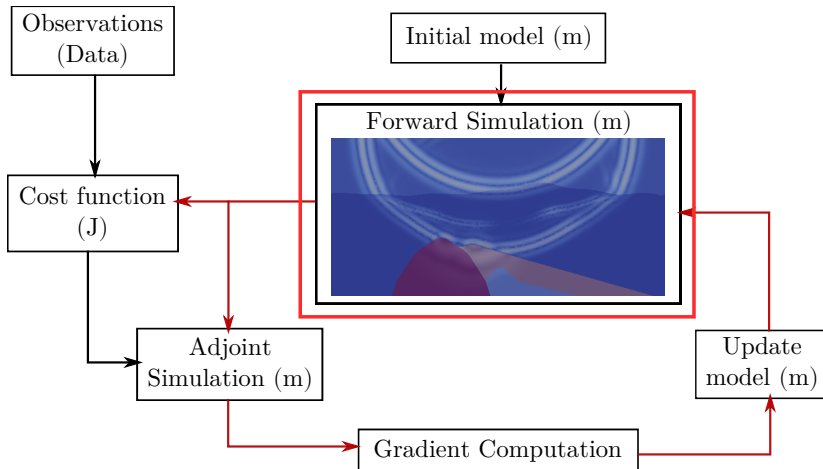 Observations
(Data)
Initial model (m)
Forward Simulation (m)
Cost function
(J)
Adjoint
Simulation (m)
Update
model (m)
Gradient Computation